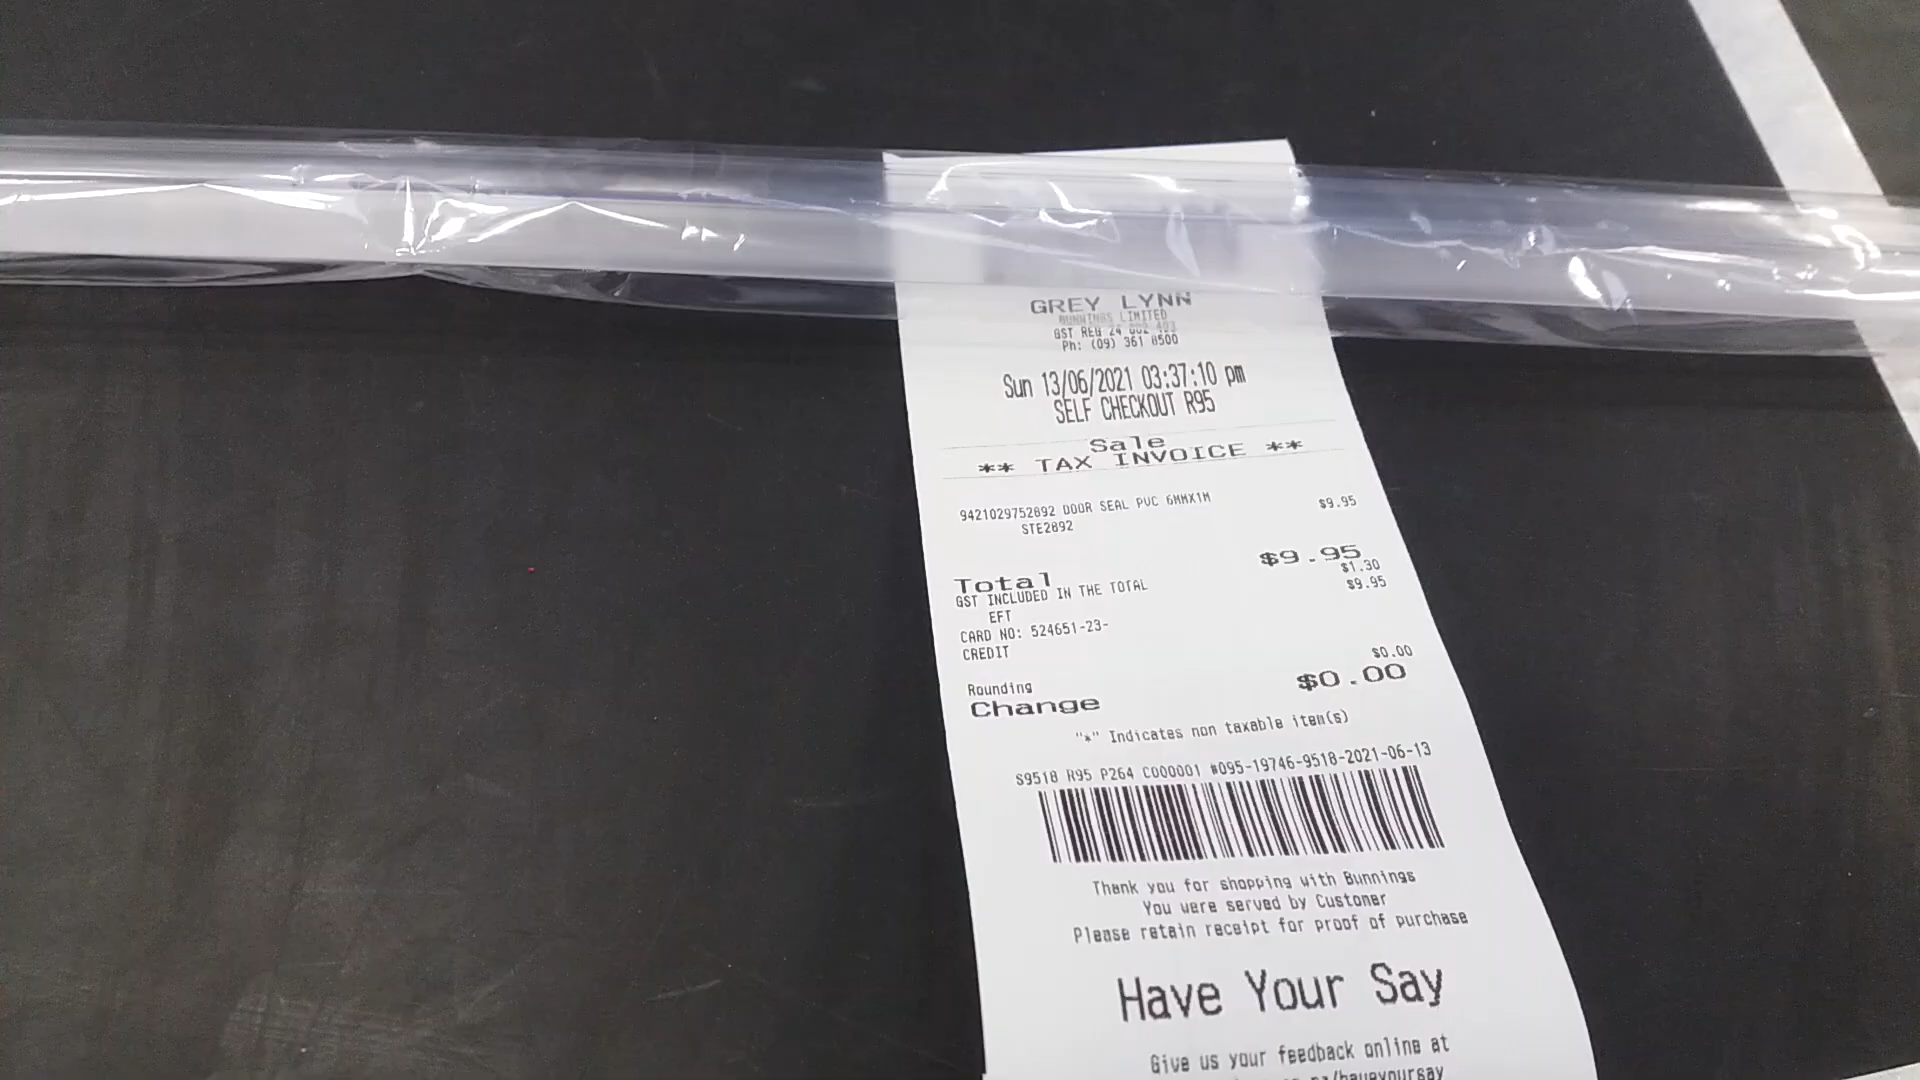 GREY LYNN
BUNNINGS LIMITED
GST REG 24
Ph: (09) 361 8500
Sun 13/06/2021 03:37:10 pm
SELF CHECKOUT R95
Sale
** TAX INVOICE **
9421029752892 DOOR SEAL PVC 6MMX1M $9.95
STE2892
Total $9.95
GST INCLUDED IN THE TOTAL $1.30
EFT $9.95
CARD NO: 524651-23-
CREDIT
Rounding $0.00
Change $0.00
"*" Indicates non taxable item(s)
S9518 R95 P264 C000001 #095-19746-9518-2021-06-13
Thank you for shopping with Bunnings
You were served by Customer
Please retain receipt for proof of purchase
Have Your Say
Give us your feedback online at